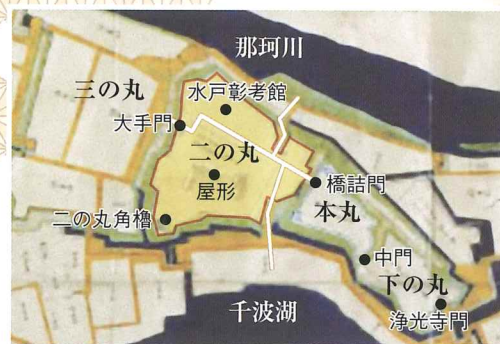 那珂川
三の丸
水戸彰考館
大手門
二の丸
屋形
橋詰門
本丸
二の丸角櫓
中門
下の丸
千波湖
浄光寺門